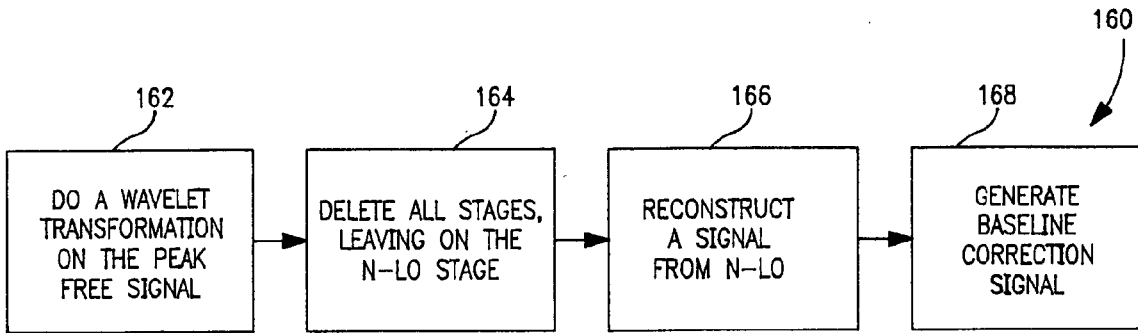 160
162
164
166
168
DO A WAVELET
TRANSFORMATION
ON THE PEAK
FREE SIGNAL
DELETE ALL STAGES,
LEAVING ON THE
N-LO STAGE
RECONSTRUCT
A SIGNAL
FROM N-LO
GENERATE
BASELINE
CORRECTION
SIGNAL